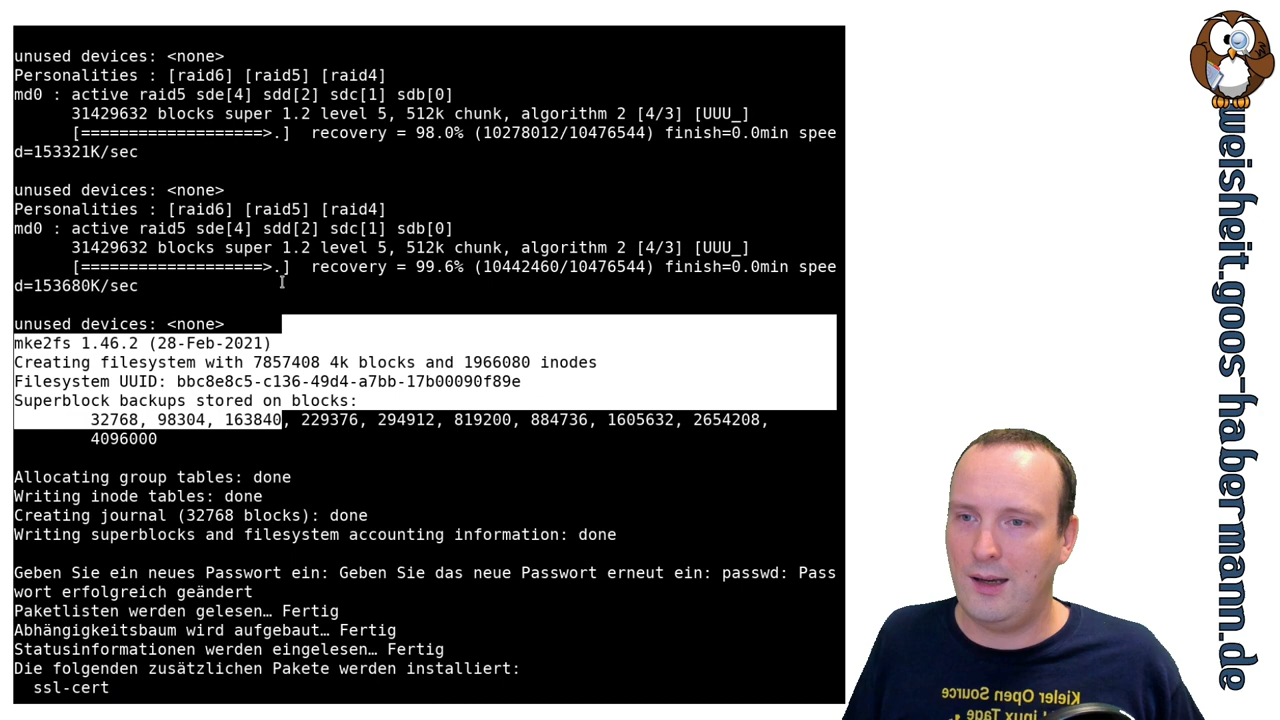 unused devices: <none>
Personalities : [raid6] [raid5] [raid4]
md0 : active raid5 sde[4] sdd[2] sdc[1] sdb[0]
31429632 blocks super 1.2 level 5, 512k chunk, algorithm 2 [4/3] [UUU_]
[===================>.]  recovery = 98.0% (10278012/10476544) finish=0.0min spee
d=153321K/sec
unused devices: <none>
Personalities : [raid6] [raid5] [raid4]
md0 : active raid5 sde[4] sdd[2] sdc[1] sdb[0]
31429632 blocks super 1.2 level 5, 512k chunk, algorithm 2 [4/3] [UUU_]
[===================>.]  recovery = 99.6% (10442460/10476544) finish=0.0min spee
d=153680K/sec
unused devices: <none>
mke2fs 1.46.2 (28-Feb-2021)
Creating filesystem with 7857408 4k blocks and 1966080 inodes
Filesystem UUID: bbc8e8c5-c136-49d4-a7bb-17b00090f89e
Superblock backups stored on blocks:
32768, 98304, 163840, 229376, 294912, 819200, 884736, 1605632, 2654208,
4096000
Allocating group tables: done
Writing inode tables: done
Creating journal (32768 blocks): done
Writing superblocks and filesystem accounting information: done
Geben Sie ein neues Passwort ein: Geben Sie das neue Passwort erneut ein: passwd: Pass
wort erfolgreich geändert
Paketlisten werden gelesen… Fertig
Abhängigkeitsbaum wird aufgebaut… Fertig
Statusinformationen werden eingelesen… Fertig
Die folgenden zusätzlichen Pakete werden installiert:
ssl-cert
weisheit.goos-habermann.de
Kieler Open Source
Linux Tage